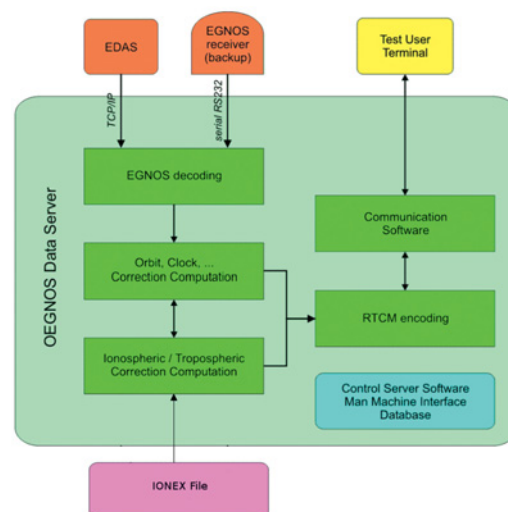 EDAS
EGNOS
receiver
(backup)
Test User
Terminal
TCP/IP
serial RS232
OEGNOS Data Server
EGNOS decoding
Orbit, Clock, ...
Correction Computation
Ionospheric / Tropospheric
Correction Computation
Communication
Software
RTCM encoding
Control Server Software
Man Machine Interface
Database
IONEX File